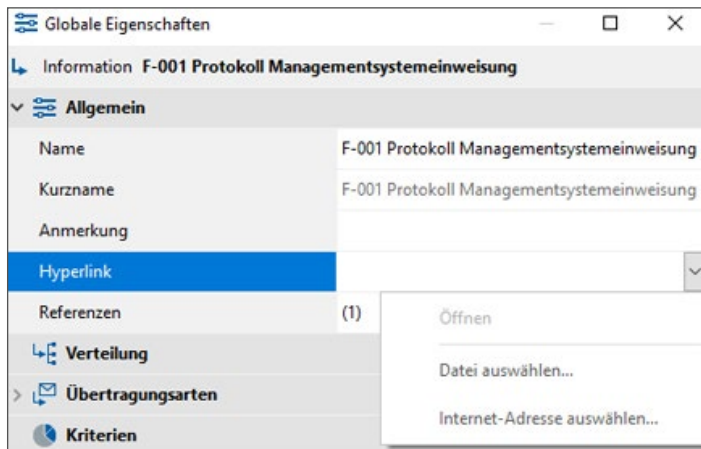 Globale Eigenschaften
Information F-001 Protokoll Managementsystemeinweisung
Allgemein
Name F-001 Protokoll Managementsystemeinweisung
Kurzname F-001 Protokoll Managementsystemeinweisung
Anmerkung
Hyperlink
Referenzen (1)
Öffnen
Verteilung
Datei auswählen...
Übertragungsarten
Internet-Adresse auswählen...
Kriterien